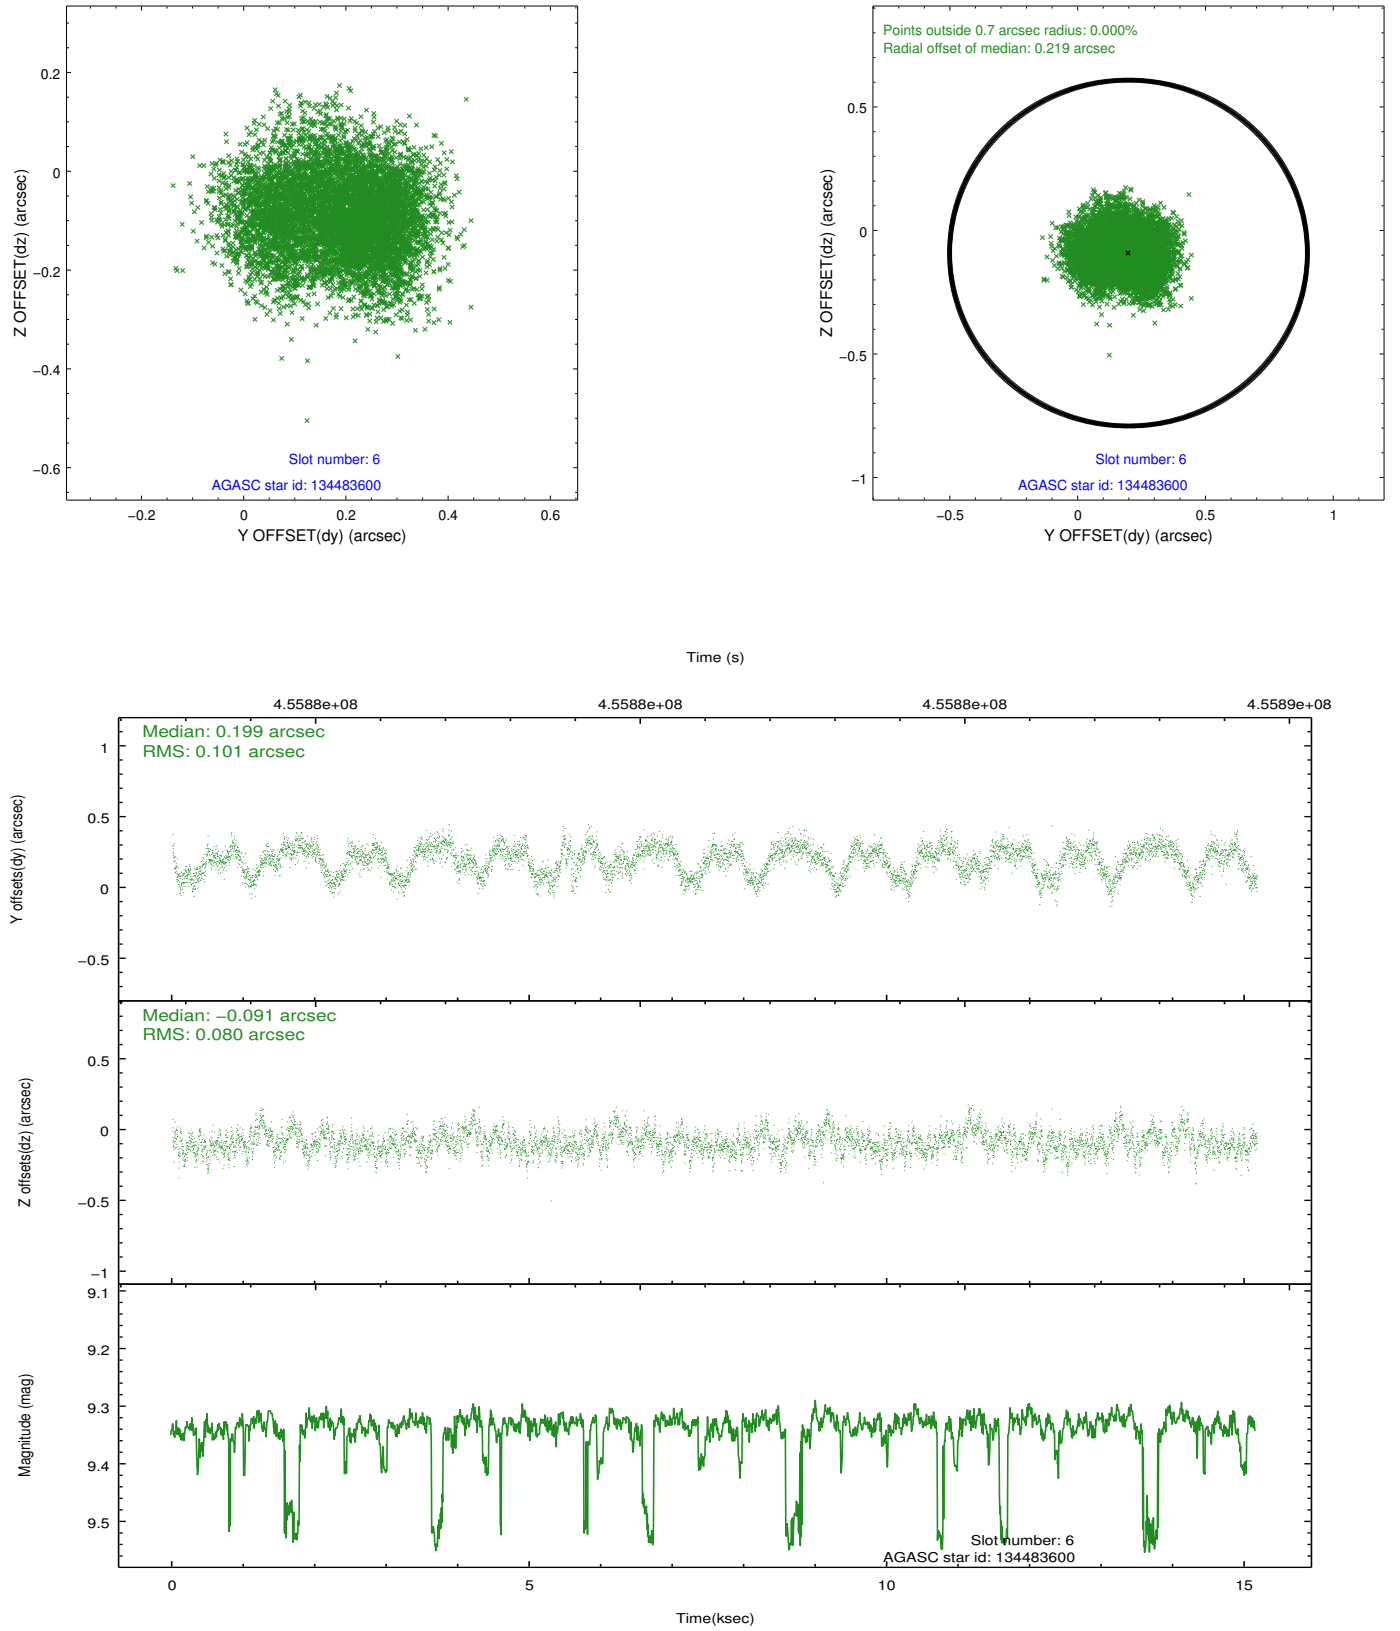 0.2
0
−0.2
−0.4
−0.6
Z OFFSET(dz) (arcsec)
Slot number: 6
AGASC star id: 134483600
−0.2
0
0.2
0.4
0.6
Y OFFSET(dy) (arcsec)
Points outside 0.7 arcsec radius: 0.000%
Radial offset of median: 0.219 arcsec
0.5
0
−0.5
−1
Z OFFSET(dz) (arcsec)
Slot number: 6
AGASC star id: 134483600
−0.5
0
0.5
1
Y OFFSET(dy) (arcsec)
Time (s)
4.5588e+08
4.5588e+08
4.5588e+08
4.5589e+08
Median: 0.199 arcsec
RMS: 0.101 arcsec
1
0.5
0
−0.5
Y offsets(dy) (arcsec)
Median: −0.091 arcsec
RMS: 0.080 arcsec
0.5
0
−0.5
−1
Z offsets(dz) (arcsec)
9.1
9.2
9.3
9.4
9.5
Magnitude (mag)
Slot number: 6
AGASC star id: 134483600
0
5
10
15
Time(ksec)